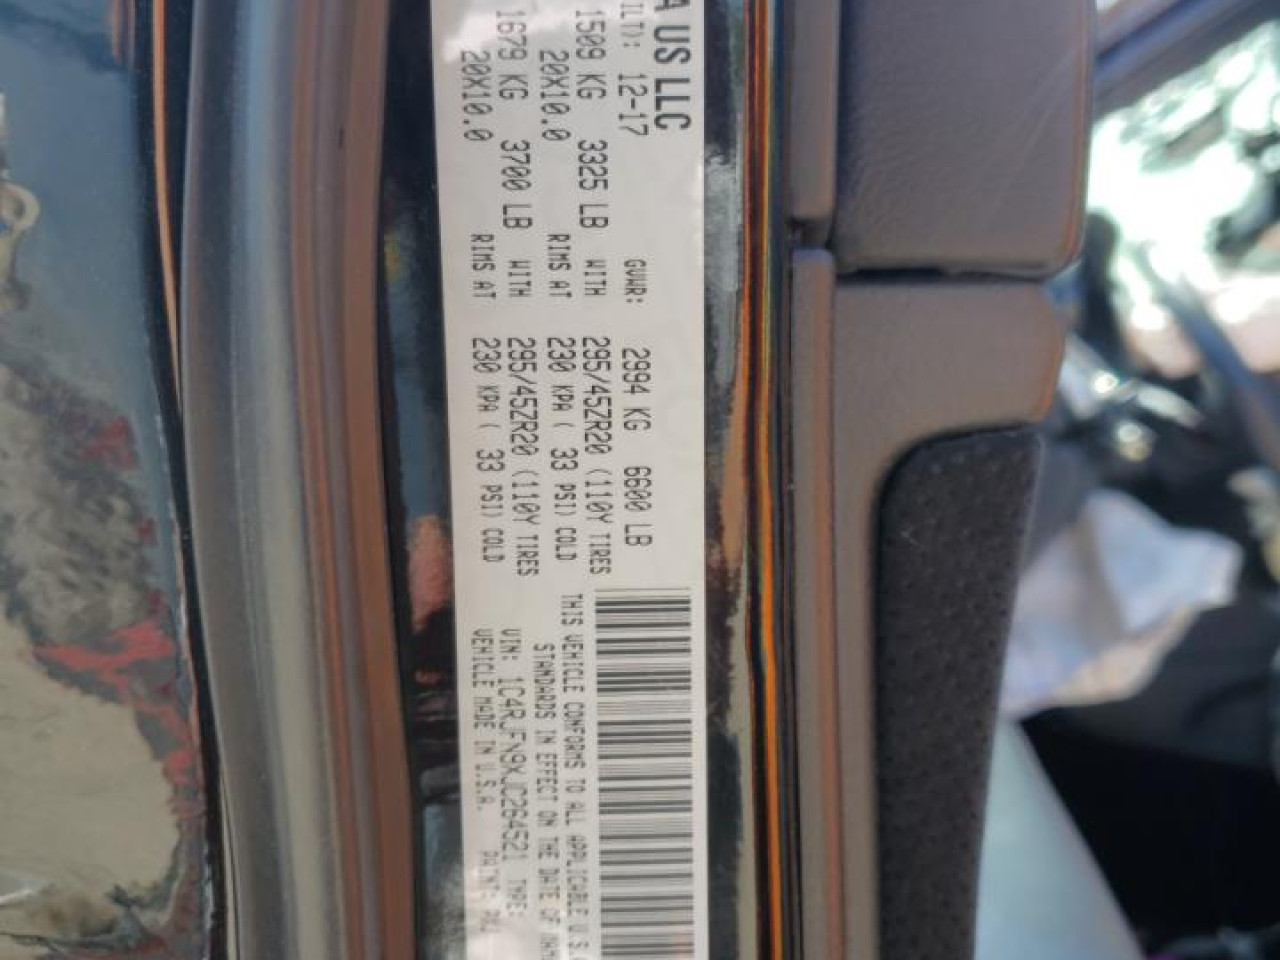 A US LLC
ILT): 12-17 GVWR: 2994 KG 6600 LB
1509 KG 3325 LB WITH 295/45ZR20 (110Y TIRES
20X10.0 RIMS AT 230 KPA ( 33 PSI) COLD
1679 KG 3700 LB WITH 295/45ZR20 (110Y TIRES
20X10.0 RIMS AT 230 KPA ( 33 PSI) COLD
THIS VEHICLE CONFORMS TO ALL APPLICABLE U.S.
STANDARDS IN EFFECT ON THE DATE OF
VIN: 1C4RJFN9XJC264521 TYPE:
VEHICLE MADE IN U.S.A. PAINT: